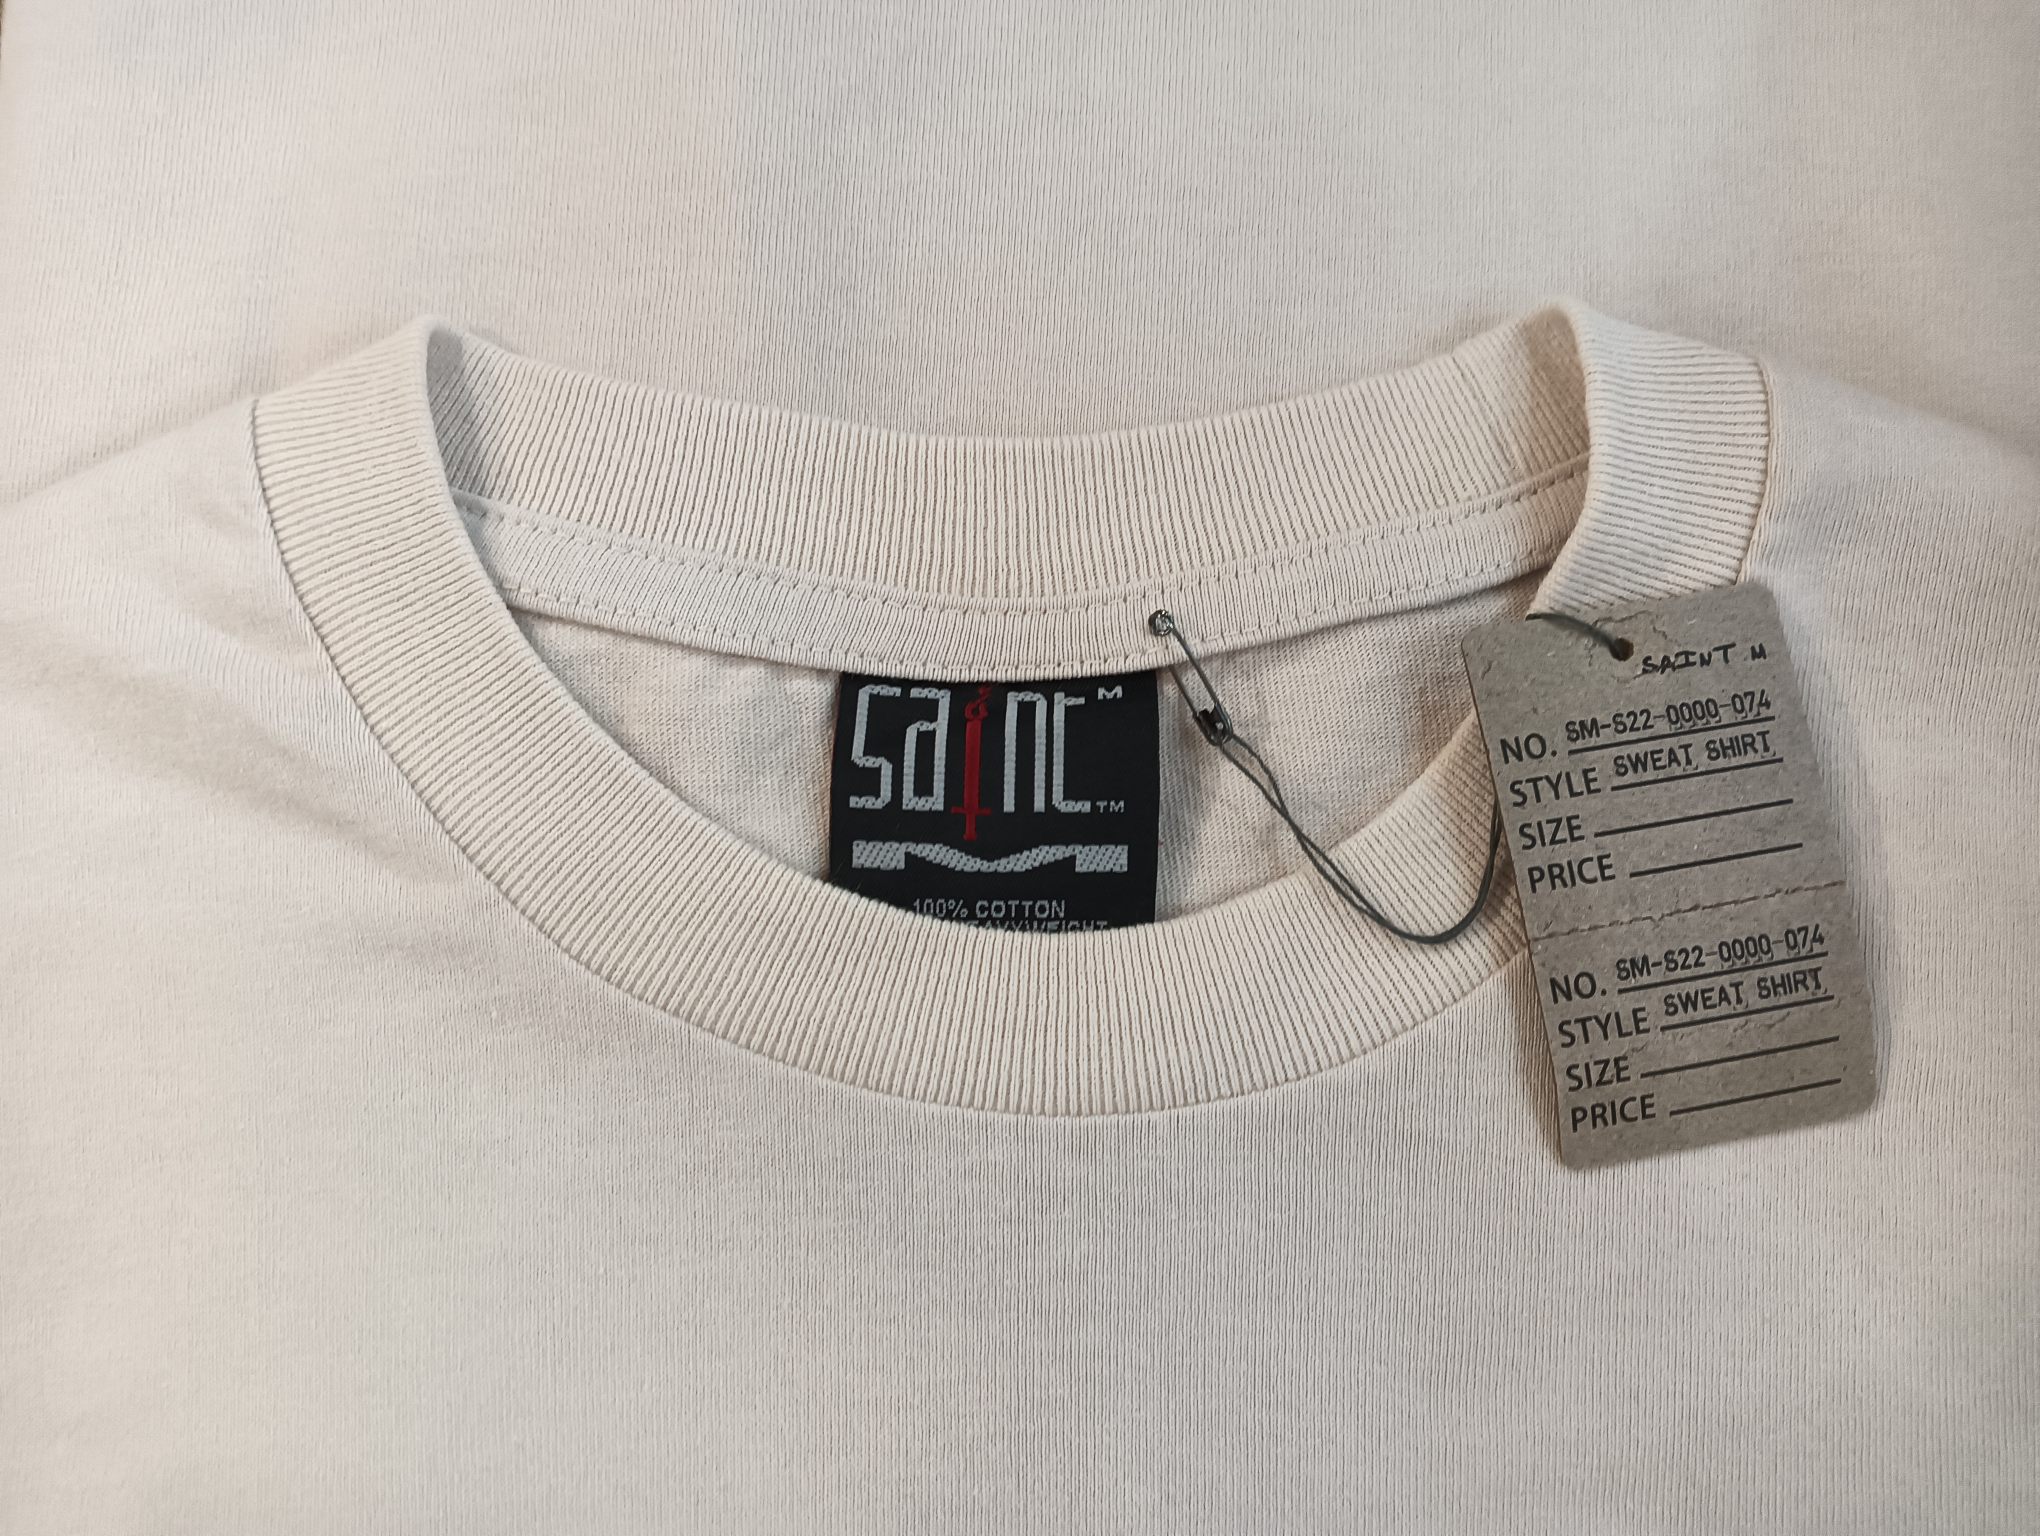 saint M
TM
M
100% COTTON
HEAVYWEIGHT
SAINT M
NO. SM-S22-0000-074
STYLE SWEAT SHIRT
SIZE
PRICE
NO. SM-S22-0000-074
STYLE SWEAT SHIRT
SIZE
PRICE